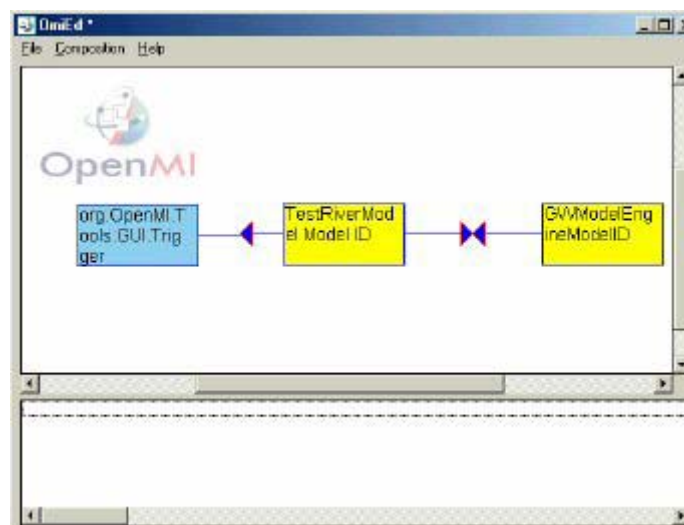 OmiEd *
File Composition Help
OpenMI
org.OpenMI.T
ools.GUI.Trig
ger
TestRiverMod
el Model ID
GWModelEng
ineModelID